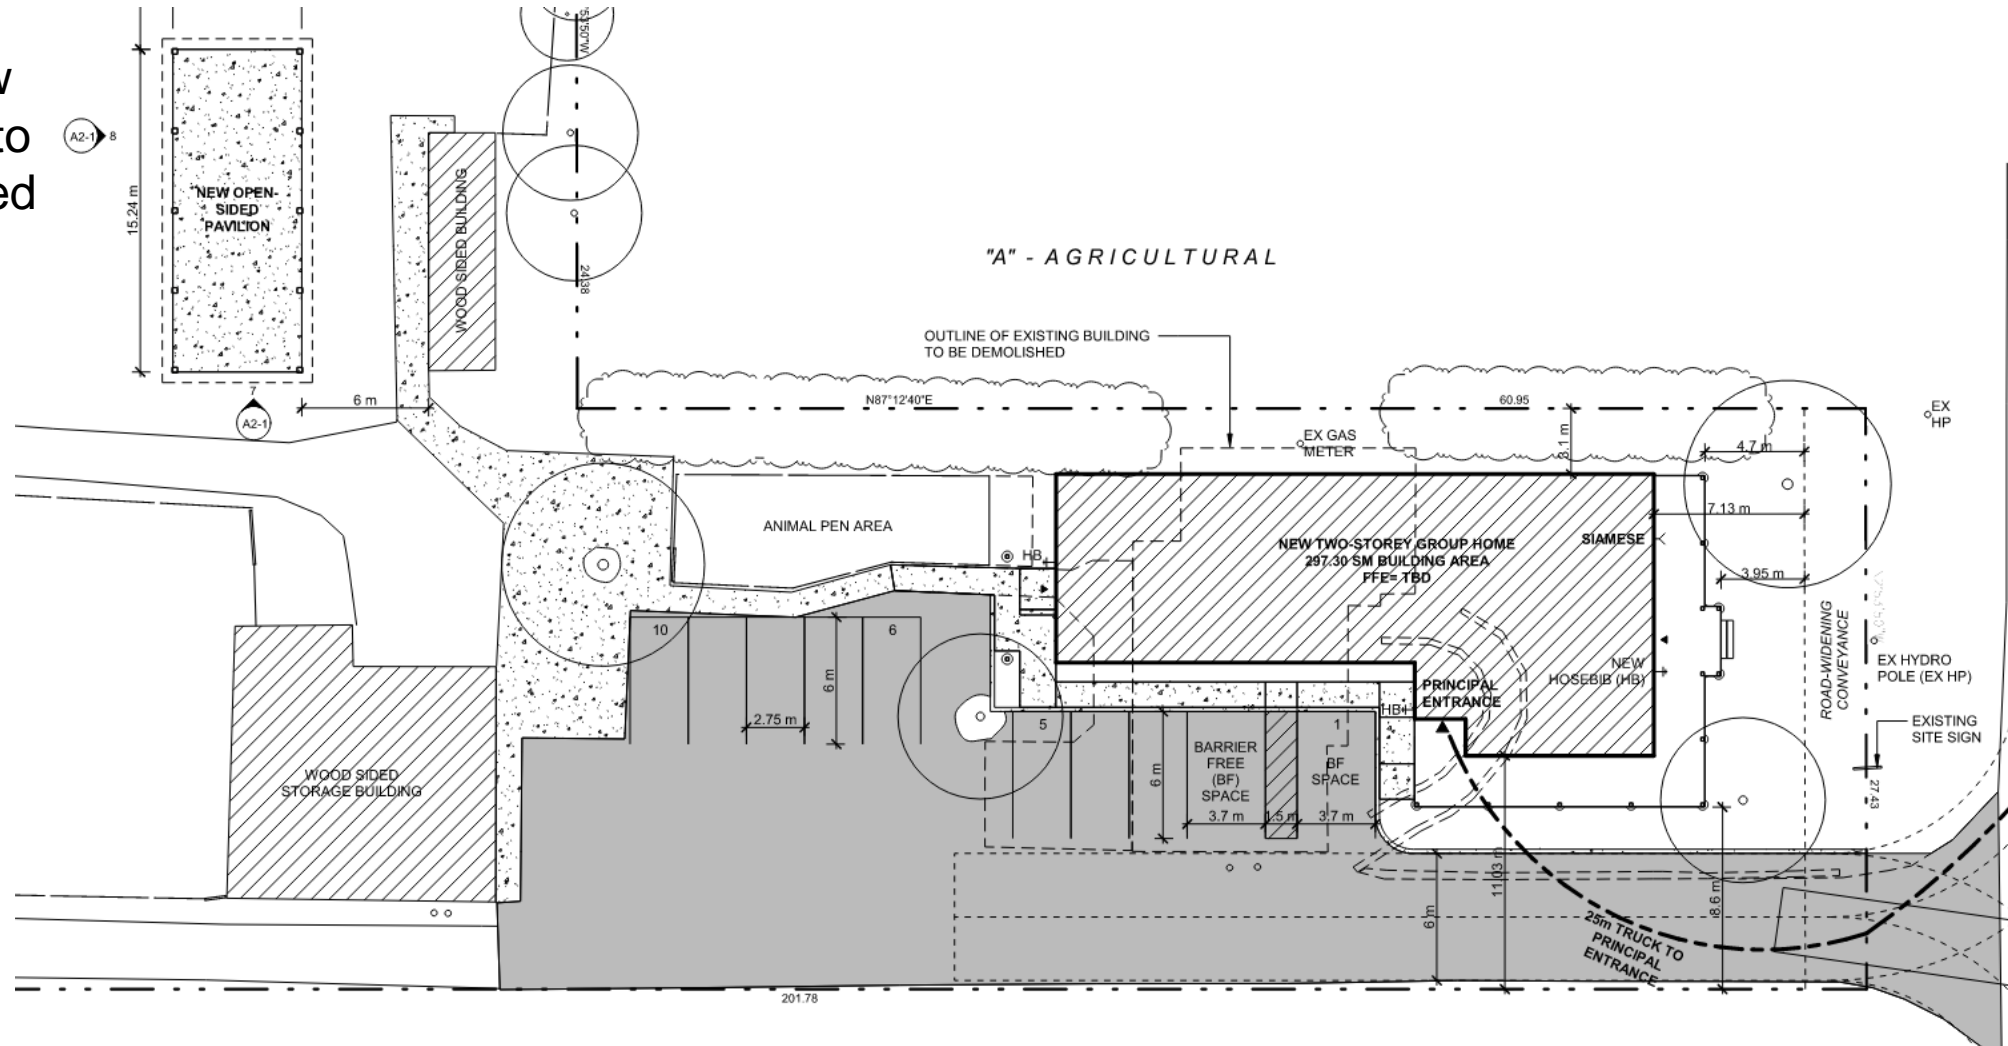 w
to
ed
A2-1
8
15.24 m
NEW OPEN-
SIDED
PAVILION
7
A2-1
6 m
WOOD SIDED BUILDING
53'50"W
24.38
"A" - AGRICULTURAL
OUTLINE OF EXISTING BUILDING
TO BE DEMOLISHED
N87°12'40"E
60.95
EX
HP
EX GAS
METER
3.1 m
4.7 m
7.13 m
ANIMAL PEN AREA
HB
NEW TWO-STOREY GROUP HOME
297.30 SM BUILDING AREA
FFE= TBD
SIAMESE
3.95 m
ROAD-WIDENING
CONVEYANCE
10
6
6 m
2.75 m
NEW
HOSEBIB (HB)
EX HYDRO
POLE (EX HP)
PRINCIPAL
ENTRANCE
HB
EXISTING
SITE SIGN
5
1
BARRIER
FREE
(BF)
SPACE
BF
SPACE
6 m
3.7 m
1.5 m
3.7 m
WOOD SIDED
STORAGE BUILDING
27.43
11.03 m
8.6 m
6 m
25m TRUCK TO
PRINCIPAL
ENTRANCE
201.78